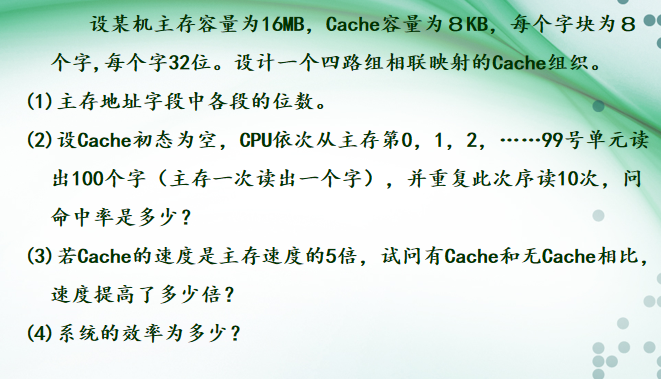 设某机主存容量为16MB，Cache容量为８KB，每个字块为８
个字,每个字32位。设计一个四路组相联映射的Cache组织。
(1)主存地址字段中各段的位数。
(2)设Cache初态为空，CPU依次从主存第0，1，2，……99号单元读
出100个字（主存一次读出一个字），并重复此次序读10次，问
命中率是多少？
(3)若Cache的速度是主存速度的5倍，试问有Cache和无Cache相比，
速度提高了多少倍？
(4)系统的效率为多少？